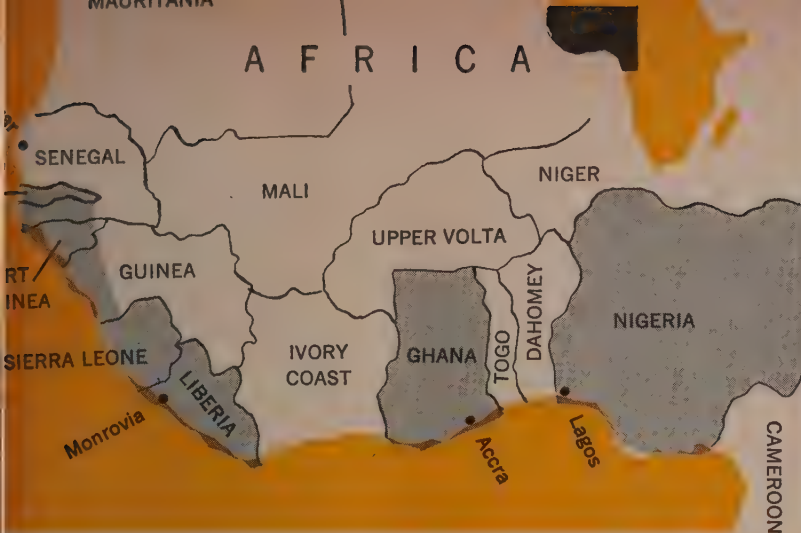 MAURITANIA
AFRICA
SENEGAL
MALI
NIGER
UPPER VOLTA
GUINEA
RT
INEA
DAHOMEY
NIGERIA
SIERRA LEONE
LIBERIA
IVORY
COAST
GHANA
TOGO
Monrovia
Accra
Lagos
CAMEROON